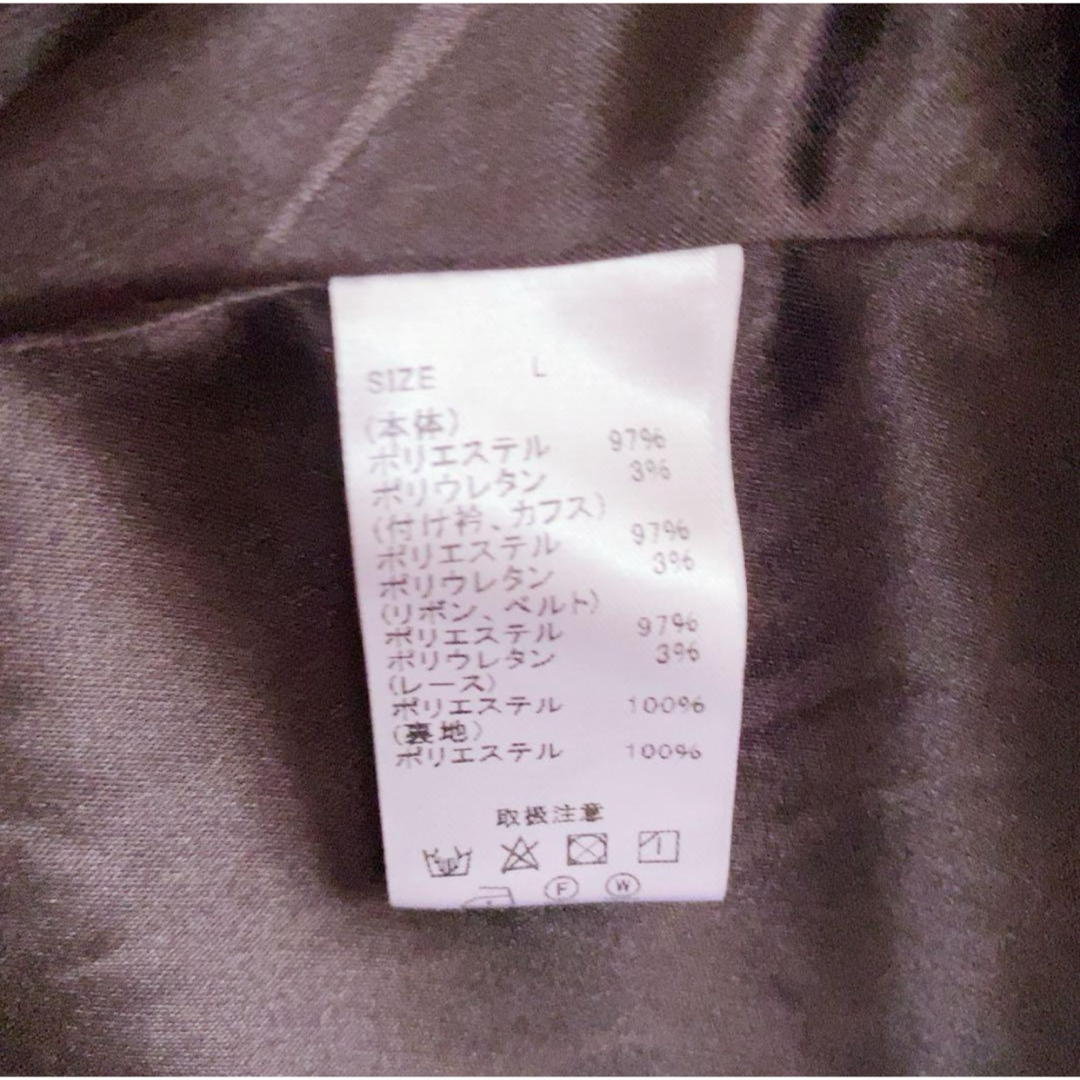 SIZE L
(本体)
ポリエステル 97%
ポリウレタン 3%
(付け衿、カフス)
ポリエステル 97%
ポリウレタン 3%
(リボン、ベルト)
ポリエステル 97%
ポリウレタン 3%
(レース)
ポリエステル 100%
(裏地)
ポリエステル 100%
取扱注意
F W